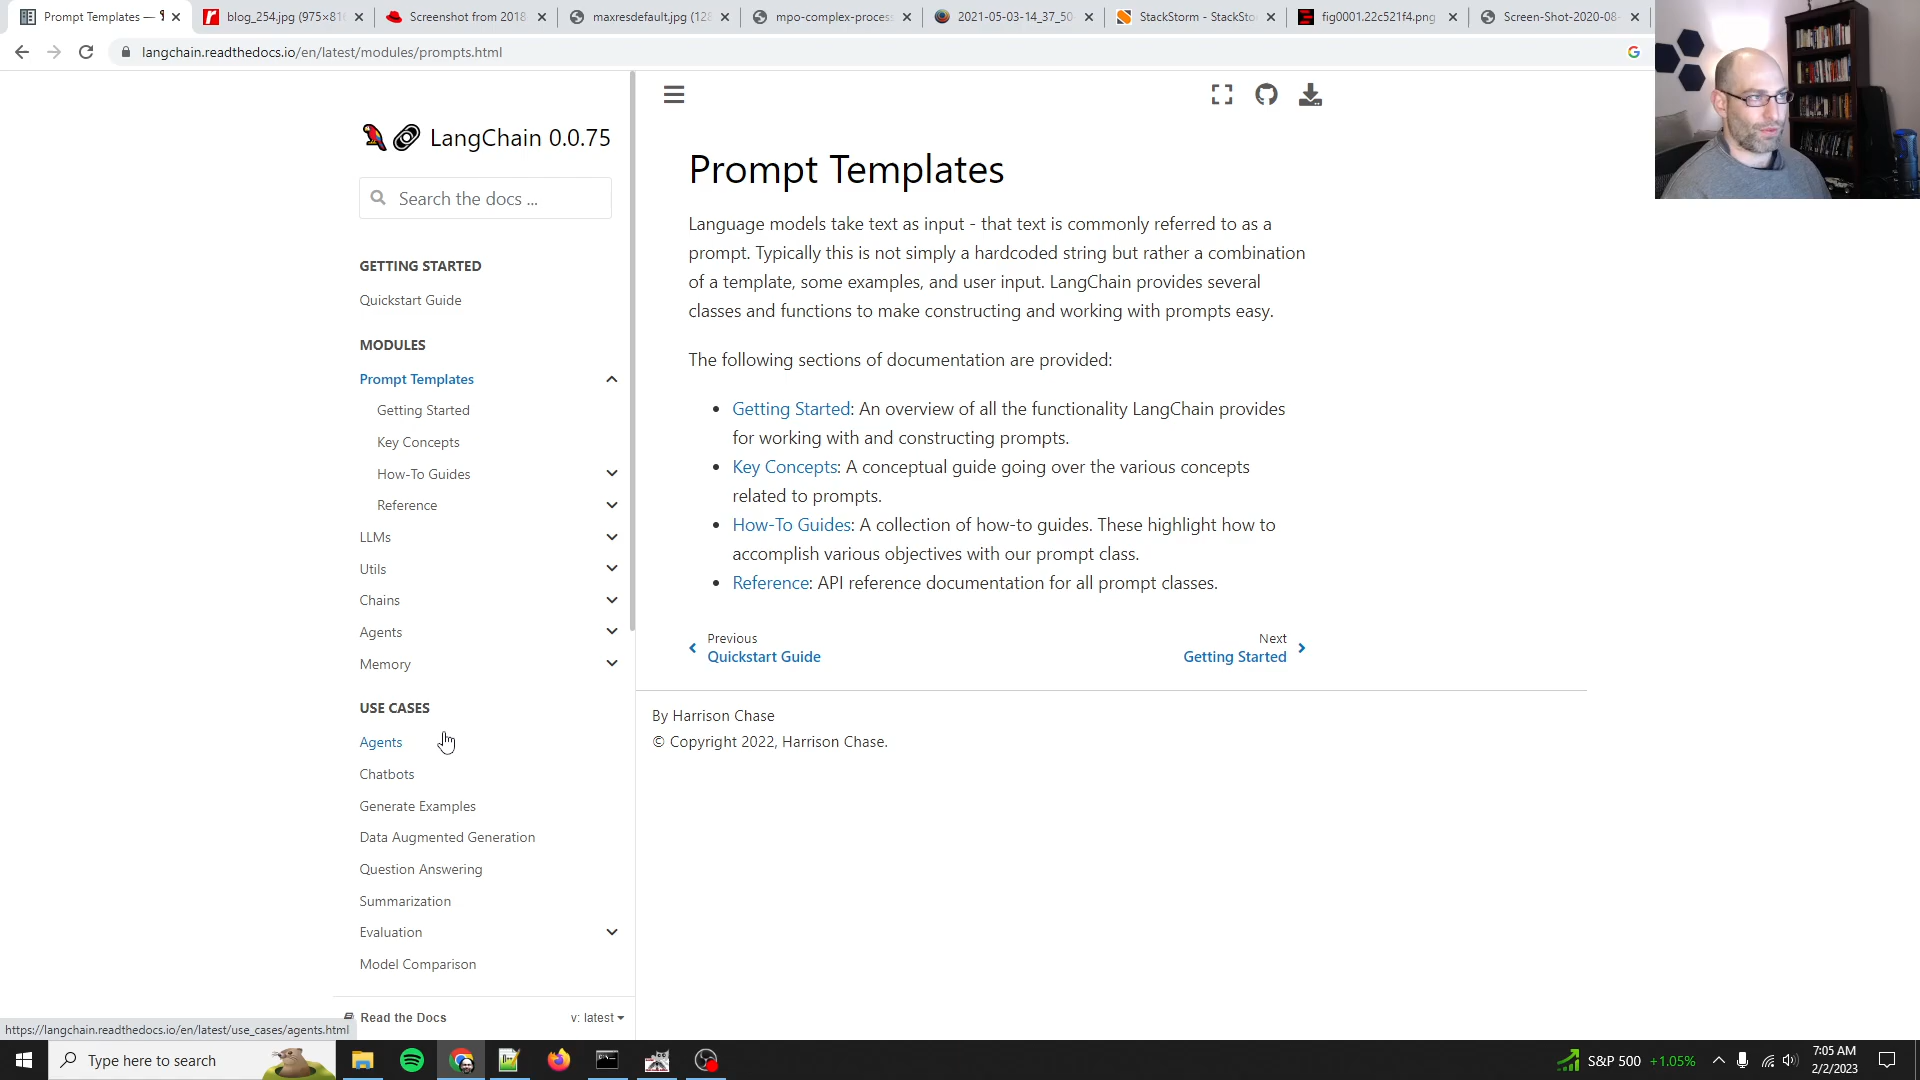 Prompt Templates —
blog_254.jpg (975×81
Screenshot from 2018
maxresdefault.jpg (128
mpo-complex-process
2021-05-03-14_37_50
StackStorm - StackSto
fig0001.22c521f4.png
Screen-Shot-2020-08-
langchain.readthedocs.io/en/latest/modules/prompts.html
LangChain 0.0.75
Search the docs ...
GETTING STARTED
Quickstart Guide
MODULES
Prompt Templates
Getting Started
Key Concepts
How-To Guides
Reference
LLMs
Utils
Chains
Agents
Memory
USE CASES
Agents
Chatbots
Generate Examples
Data Augmented Generation
Question Answering
Summarization
Evaluation
Model Comparison
Read the Docs
v: latest
https://langchain.readthedocs.io/en/latest/use_cases/agents.html
Prompt Templates
Language models take text as input - that text is commonly referred to as a
prompt. Typically this is not simply a hardcoded string but rather a combination
of a template, some examples, and user input. LangChain provides several
classes and functions to make constructing and working with prompts easy.
The following sections of documentation are provided:
Getting Started: An overview of all the functionality LangChain provides
for working with and constructing prompts.
Key Concepts: A conceptual guide going over the various concepts
related to prompts.
How-To Guides: A collection of how-to guides. These highlight how to
accomplish various objectives with our prompt class.
Reference: API reference documentation for all prompt classes.
Previous
Quickstart Guide
Next
Getting Started
By Harrison Chase
© Copyright 2022, Harrison Chase.
Type here to search
S&P 500 +1.05%
7:05 AM
2/2/2023